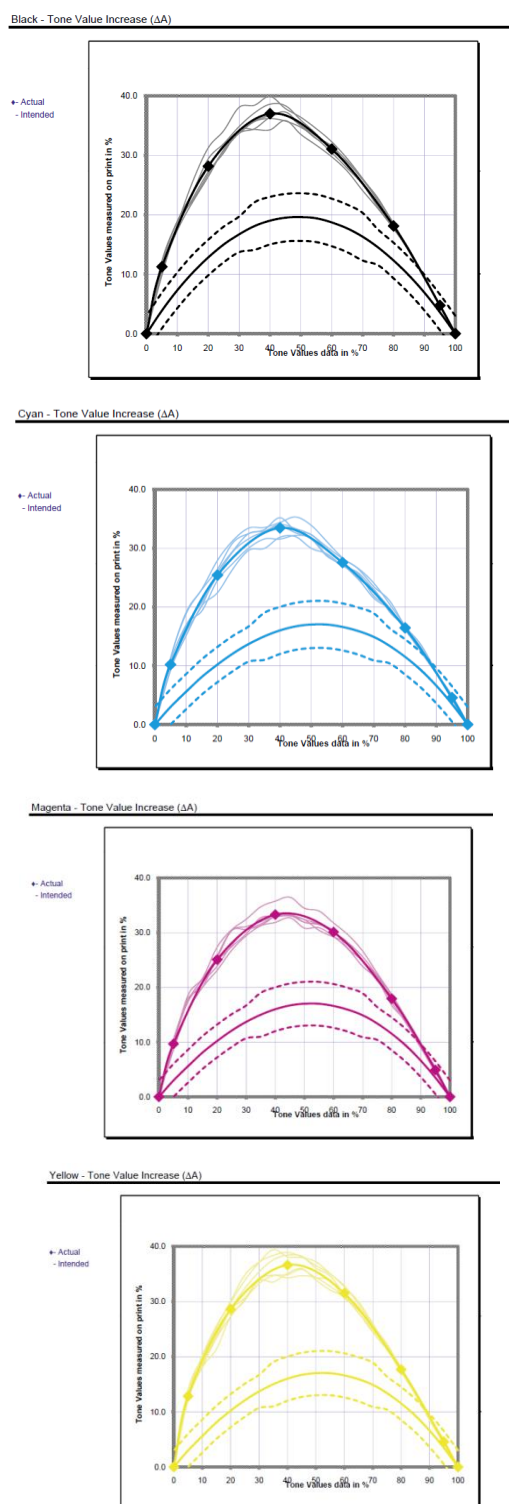 Black - Tone Value Increase (ΔA)
Actual
- Intended
Tone Values measured on print in %
40.0
30.0
20.0
10.0
0.0
0 10 20 30 40 50 60 70 80 90 100
Tone Values data in %
Cyan - Tone Value Increase (ΔA)
Actual
- Intended
Tone Values measured on print in %
40.0
30.0
20.0
10.0
0.0
0 10 20 30 40 50 60 70 80 90 100
Tone Values data in %
Magenta - Tone Value Increase (ΔA)
Actual
- Intended
Tone Values measured on print in %
40.0
30.0
20.0
10.0
0.0
0 10 20 30 40 50 60 70 80 90 100
Tone Values data in %
Yellow - Tone Value Increase (ΔA)
Actual
- Intended
Tone Values measured on print in %
40.0
30.0
20.0
10.0
0.0
0 10 20 30 40 50 60 70 80 90 100
Tone Values data in %